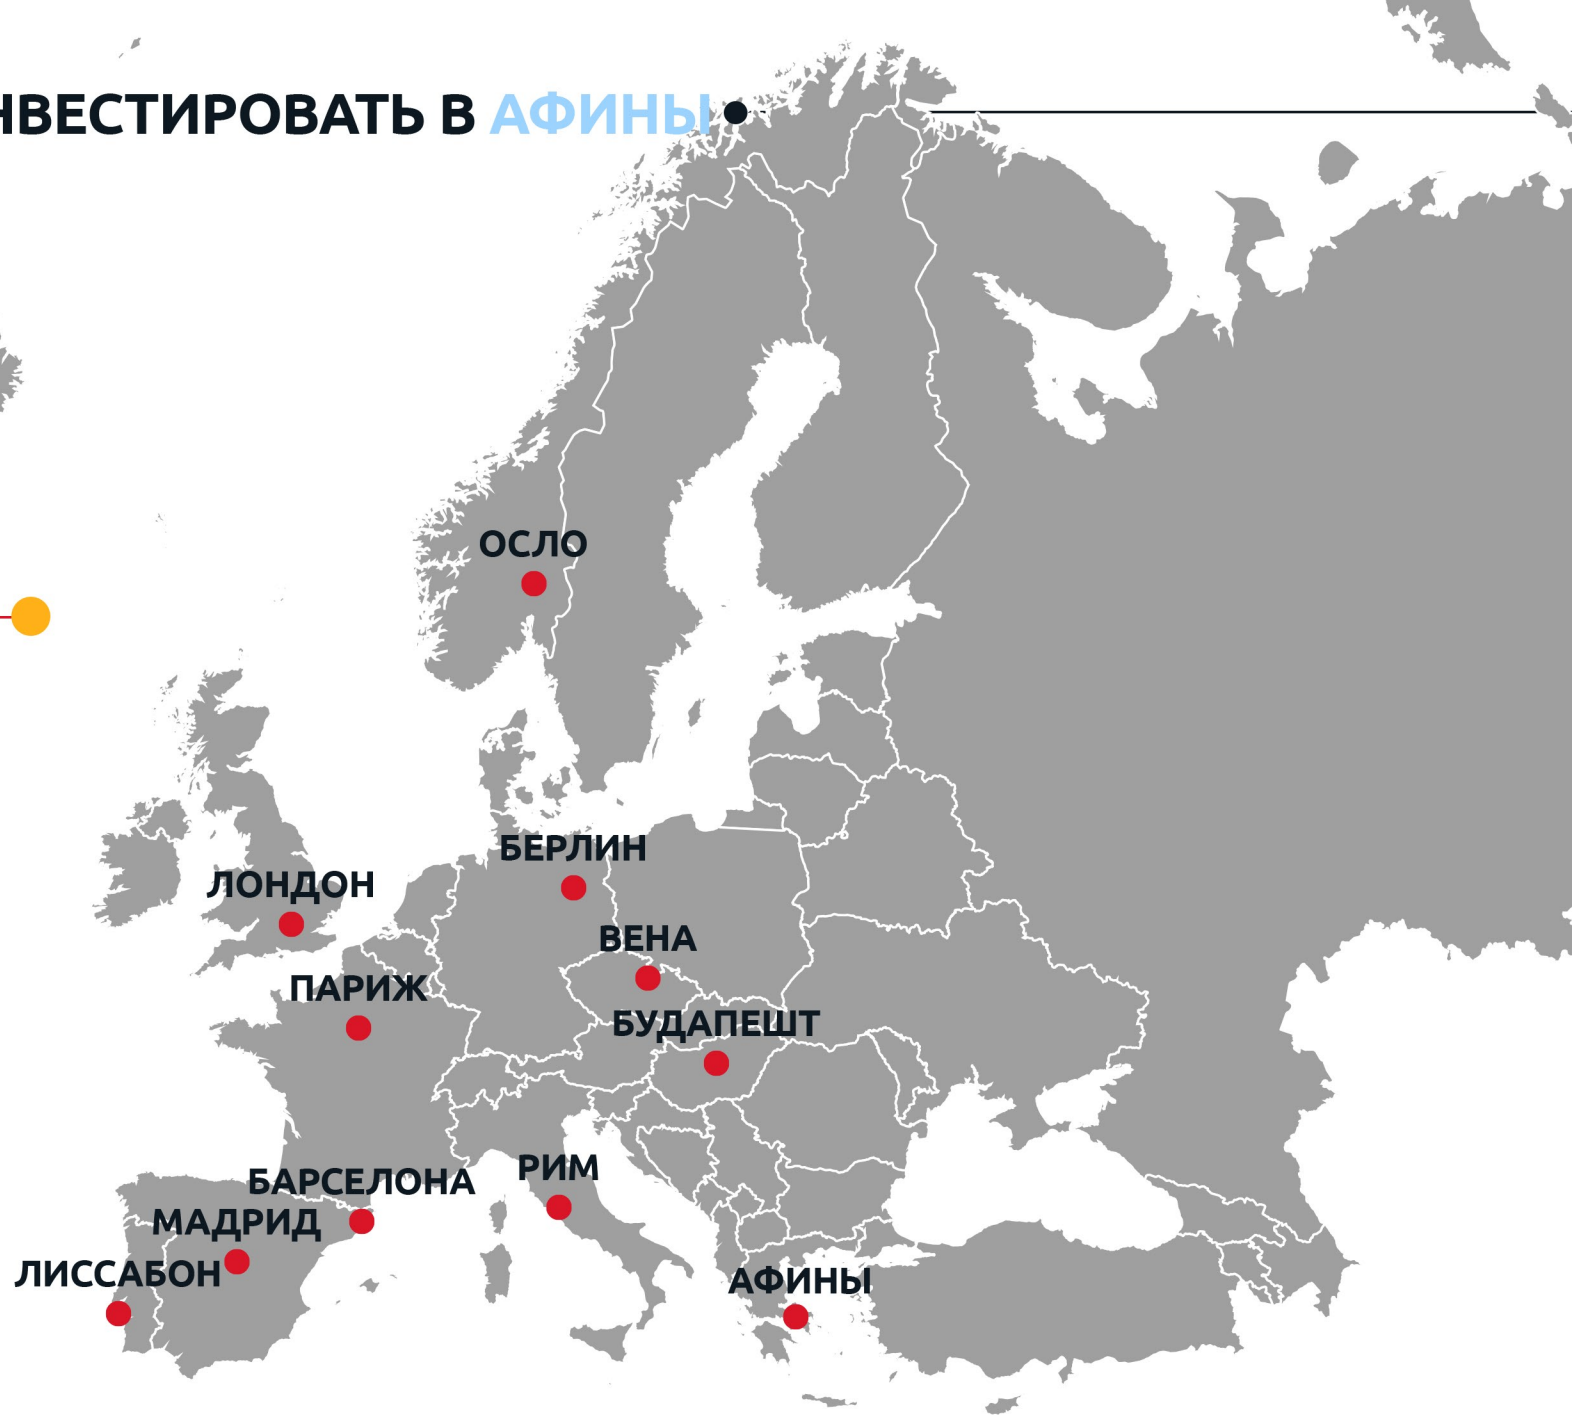 НВЕСТИРОВАТЬ В АФИНЫ
ОСЛО
БЕРЛИН
ЛОНДОН
ВЕНА
ПАРИЖ
БУДАПЕШТ
РИМ
БАРСЕЛОНА
МАДРИД
ЛИССАБОН
АФИНЫ